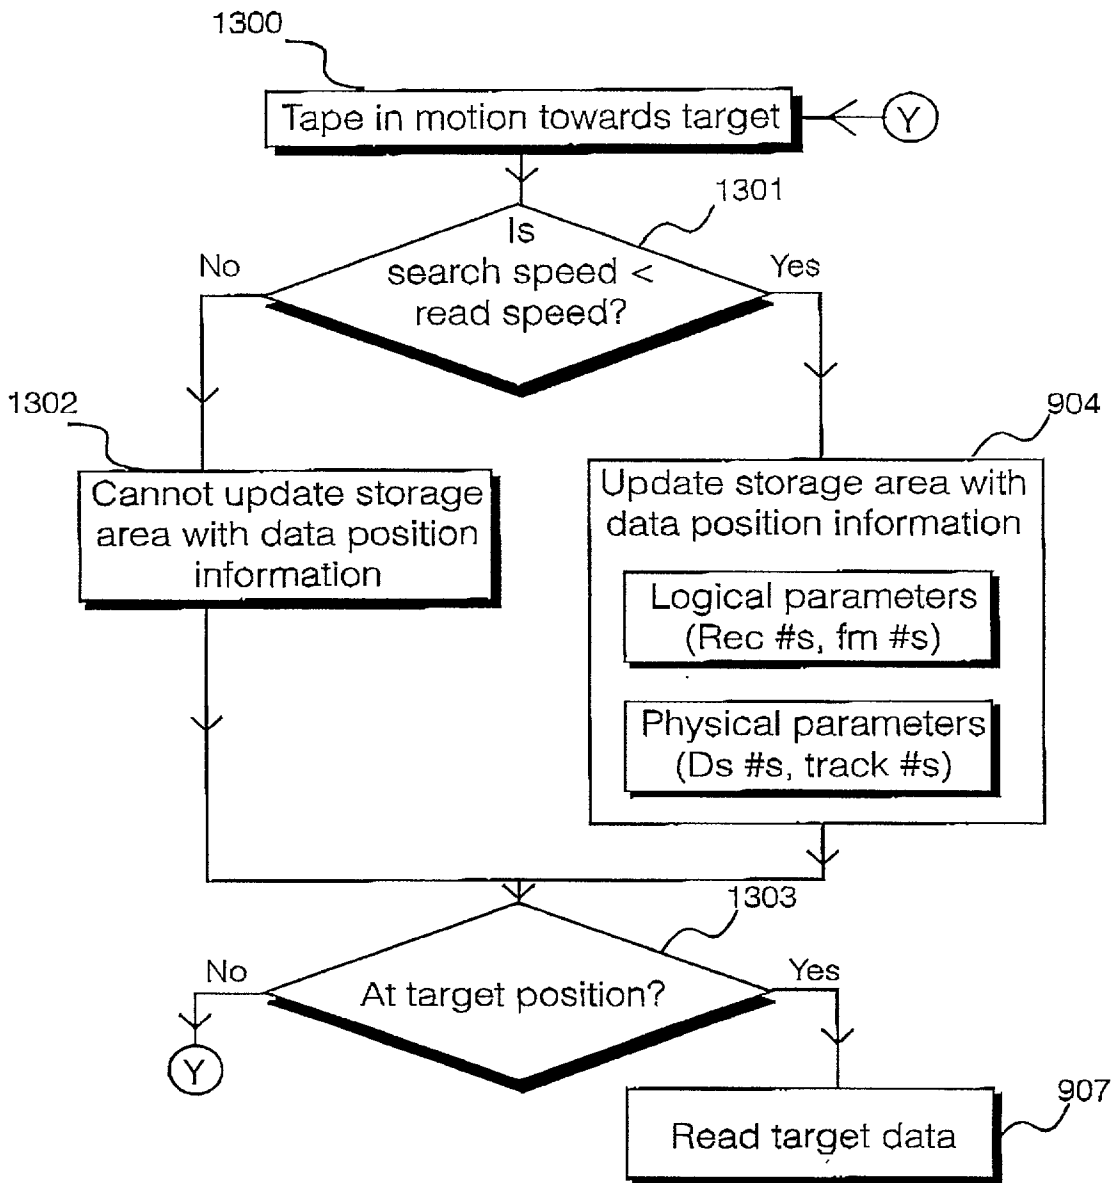 1300
Tape in motion towards target
Y
1301
Is
search speed <
read speed?
No
Yes
1302
904
Cannot update storage
area with data position
information
Update storage area with
data position information
Logical parameters
(Rec #s, fm #s)
Physical parameters
(Ds #s, track #s)
1303
At target position?
No
Yes
Y
907
Read target data